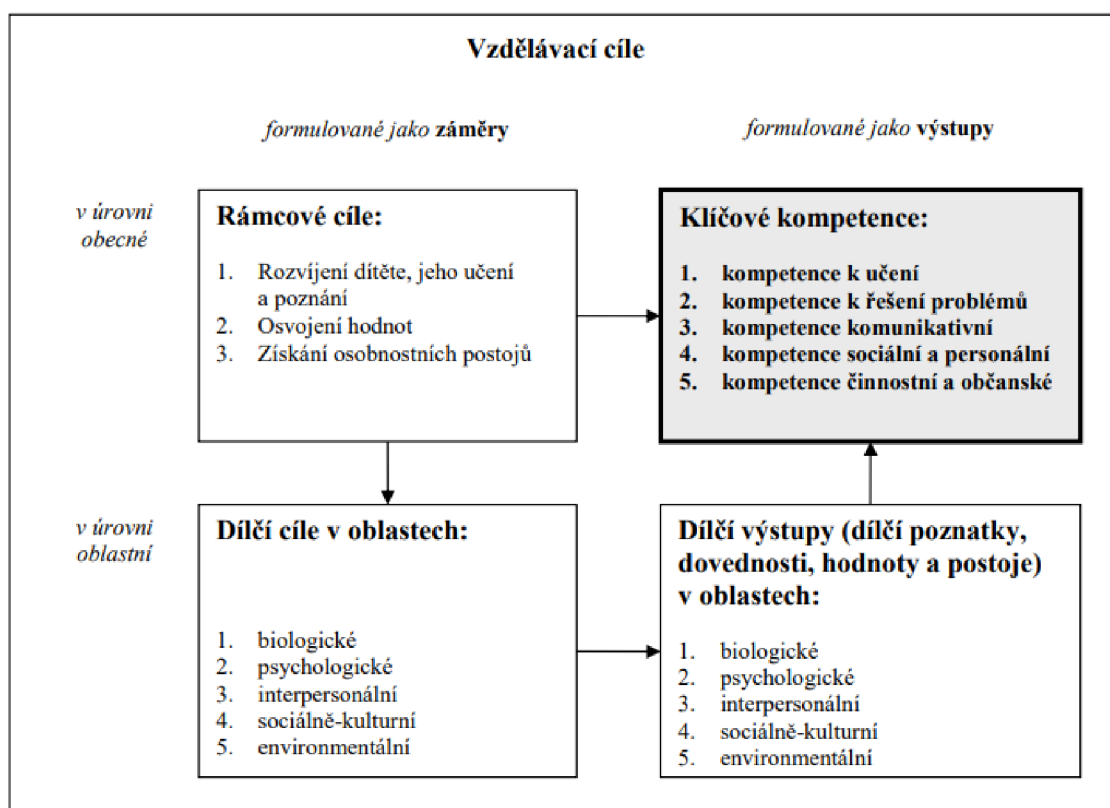 Vzdělávací cíle
formulované jako záměry
formulované jako výstupy
v úrovni
obecné
Rámcové cíle:
1. Rozvíjení dítěte, jeho učení
a poznání
2. Osvojení hodnot
3. Získání osobnostních postojů
Klíčové kompetence:
1. kompetence k učení
2. kompetence k řešení problémů
3. kompetence komunikativní
4. kompetence sociální a personální
5. kompetence činnostní a občanské
v úrovni
oblastní
Dílčí cíle v oblastech:
1. biologické
2. psychologické
3. interpersonální
4. sociálně-kulturní
5. environmentální
Dílčí výstupy (dílčí poznatky,
dovednosti, hodnoty a postoje)
v oblastech:
1. biologické
2. psychologické
3. interpersonální
4. sociálně-kulturní
5. environmentální